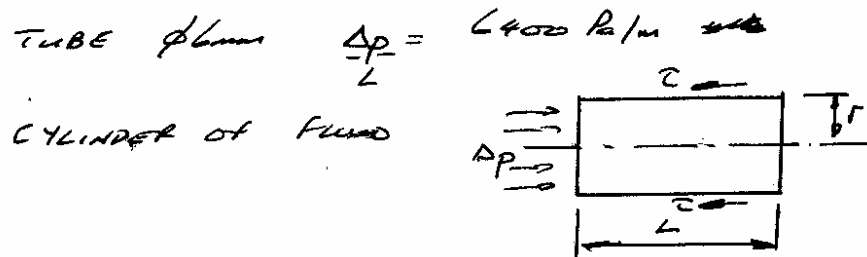 TUBE φ6mm Δp/L = 6400 Pa/m
τ
r
CYLINDER of FLUID
Δp
τ
L